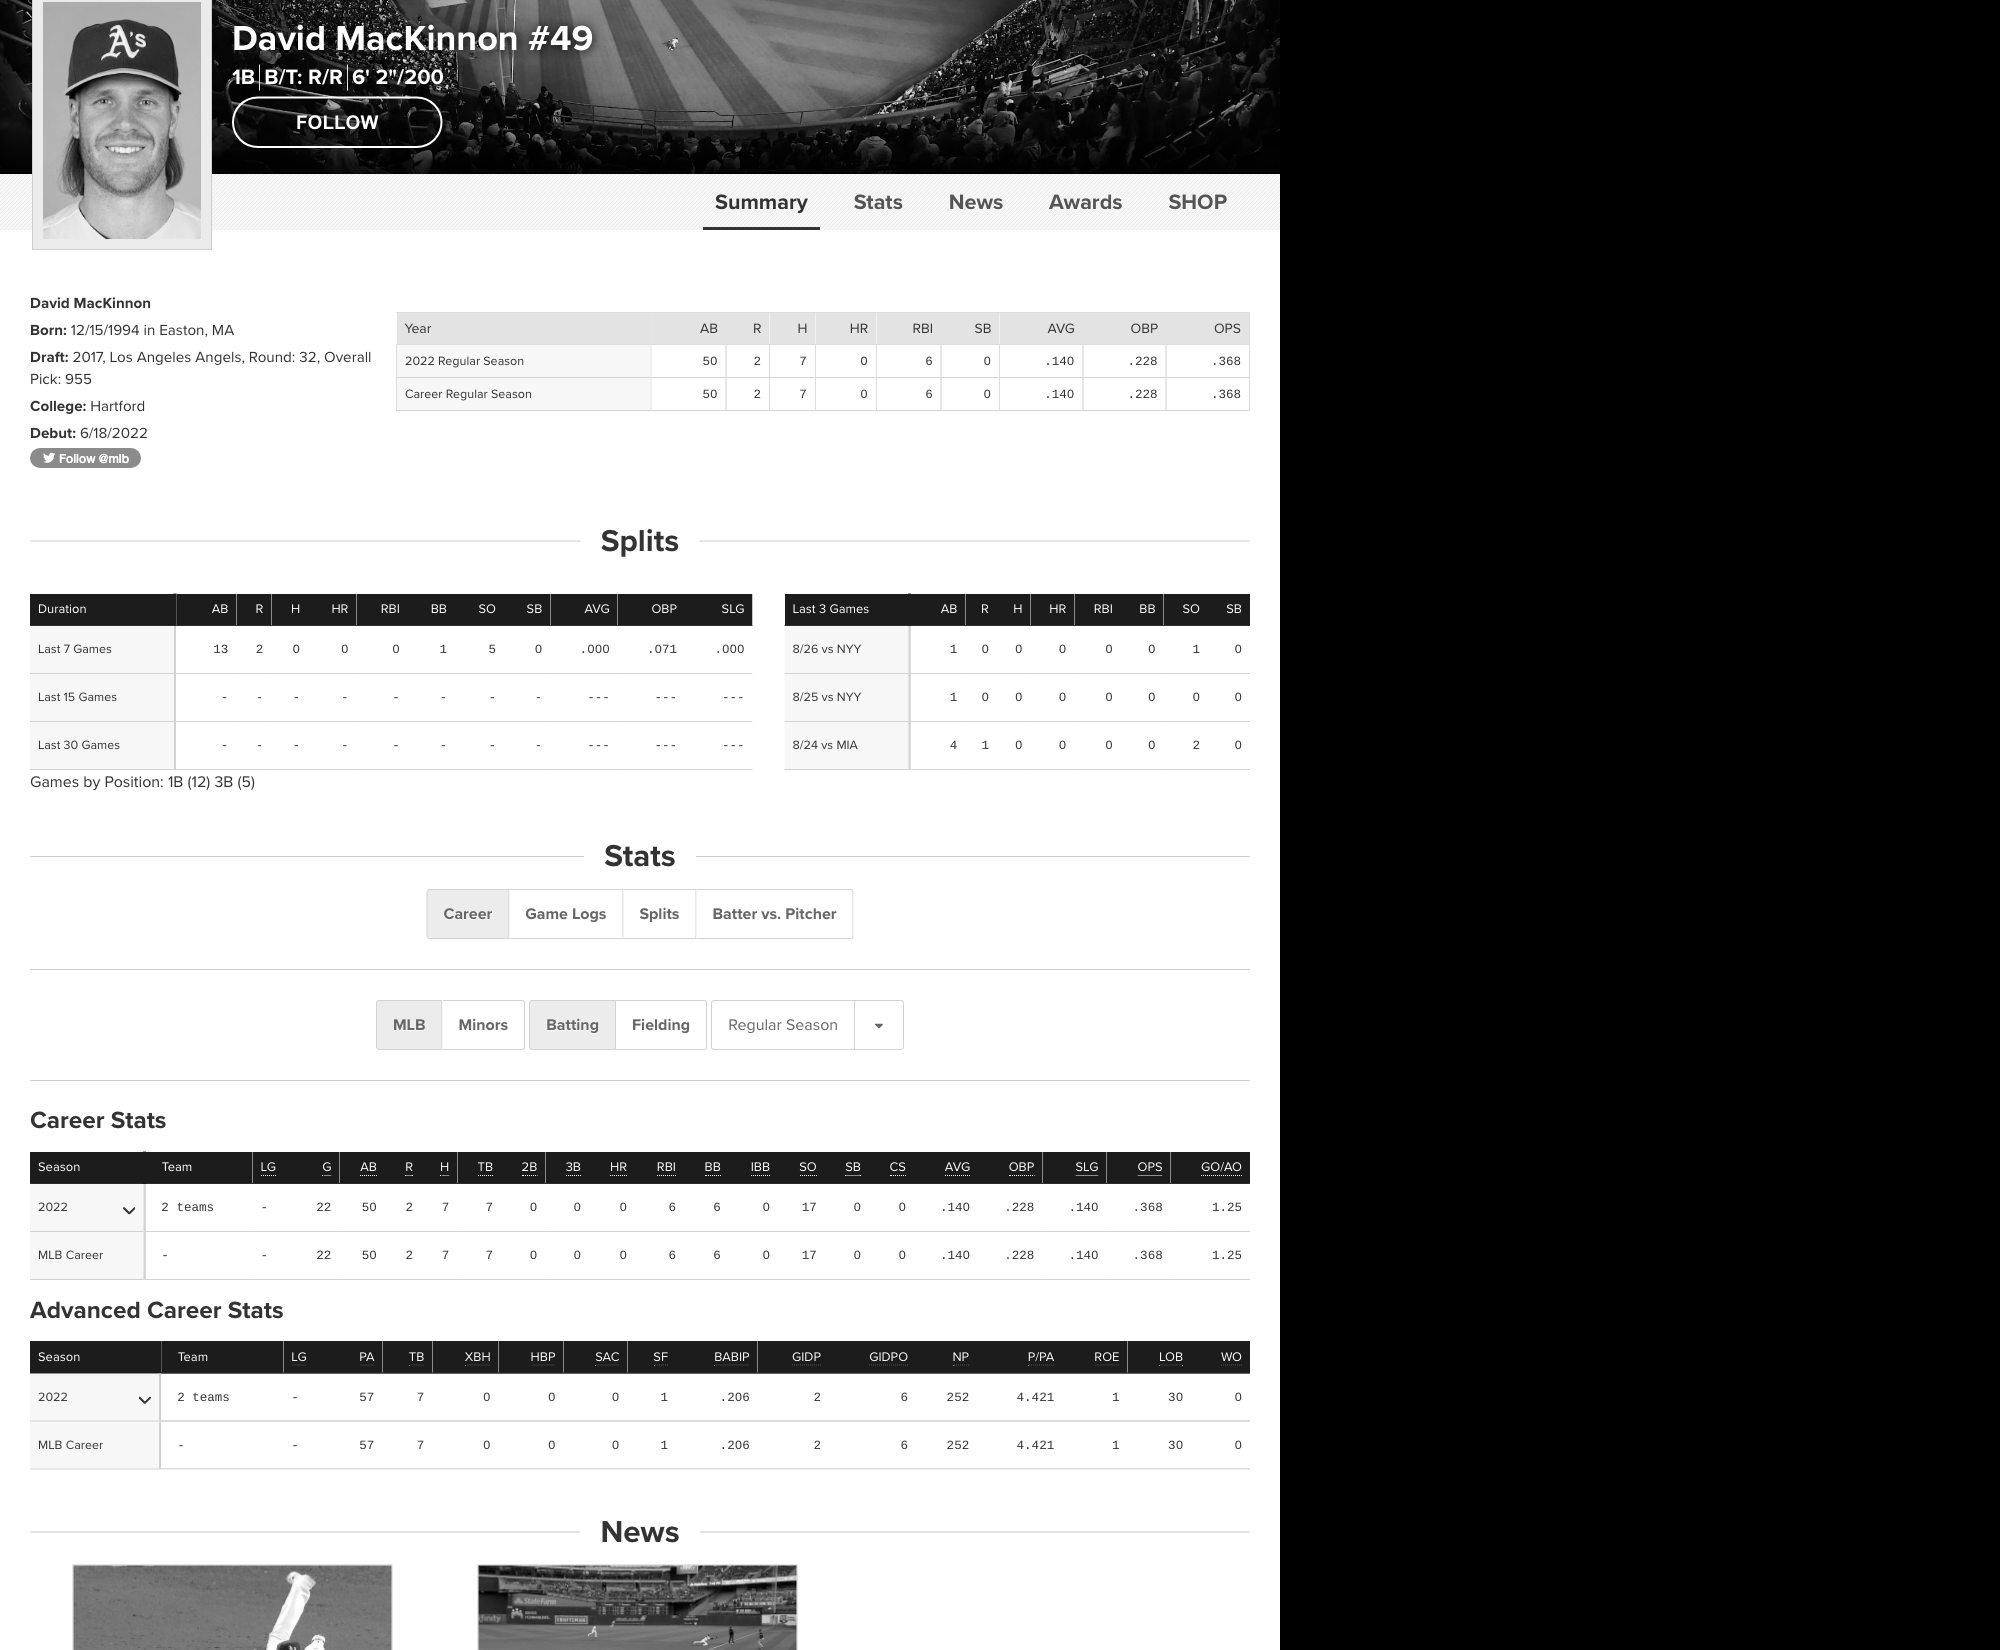 A's
David MacKinnon #49
1B B/T: R/R 6' 2"/200
FOLLOW
Summary Stats News Awards SHOP
David MacKinnon
Born: 12/15/1994 in Easton, MA
Draft: 2017, Los Angeles Angels, Round: 32, Overall
Pick: 955
College: Hartford
Debut: 6/18/2022
Follow @mlb
Year AB R H HR RBI SB AVG OBP OPS
2022 Regular Season 50 2 7 0 6 0 .140 .228 .368
Career Regular Season 50 2 7 0 6 0 .140 .228 .368
Splits
Duration AB R H HR RBI BB SO SB AVG OBP SLG
Last 7 Games 13 2 0 0 0 1 5 0 .000 .071 .000
Last 15 Games - - - - - - - - --- --- ---
Last 30 Games - - - - - - - - --- --- ---
Last 3 Games AB R H HR RBI BB SO SB
8/26 vs NYY 1 0 0 0 0 0 1 0
8/25 vs NYY 1 0 0 0 0 0 0 0
8/24 vs MIA 4 1 0 0 0 0 2 0
Games by Position: 1B (12) 3B (5)
Stats
Career Game Logs Splits Batter vs. Pitcher
MLB Minors Batting Fielding Regular Season
Career Stats
Season Team LG G AB R H TB 2B 3B HR RBI BB IBB SO SB CS AVG OBP SLG OPS GO/AO
2022 2 teams - 22 50 2 7 7 0 0 0 6 6 0 17 0 0 .140 .228 .140 .368 1.25
MLB Career - - 22 50 2 7 7 0 0 0 6 6 0 17 0 0 .140 .228 .140 .368 1.25
Advanced Career Stats
Season Team LG PA TB XBH HBP SAC SF BABIP GIDP GIDPO NP P/PA ROE LOB WO
2022 2 teams - 57 7 0 0 0 1 .206 2 6 252 4.421 1 30 0
MLB Career - - 57 7 0 0 0 1 .206 2 6 252 4.421 1 30 0
News
StateFarm